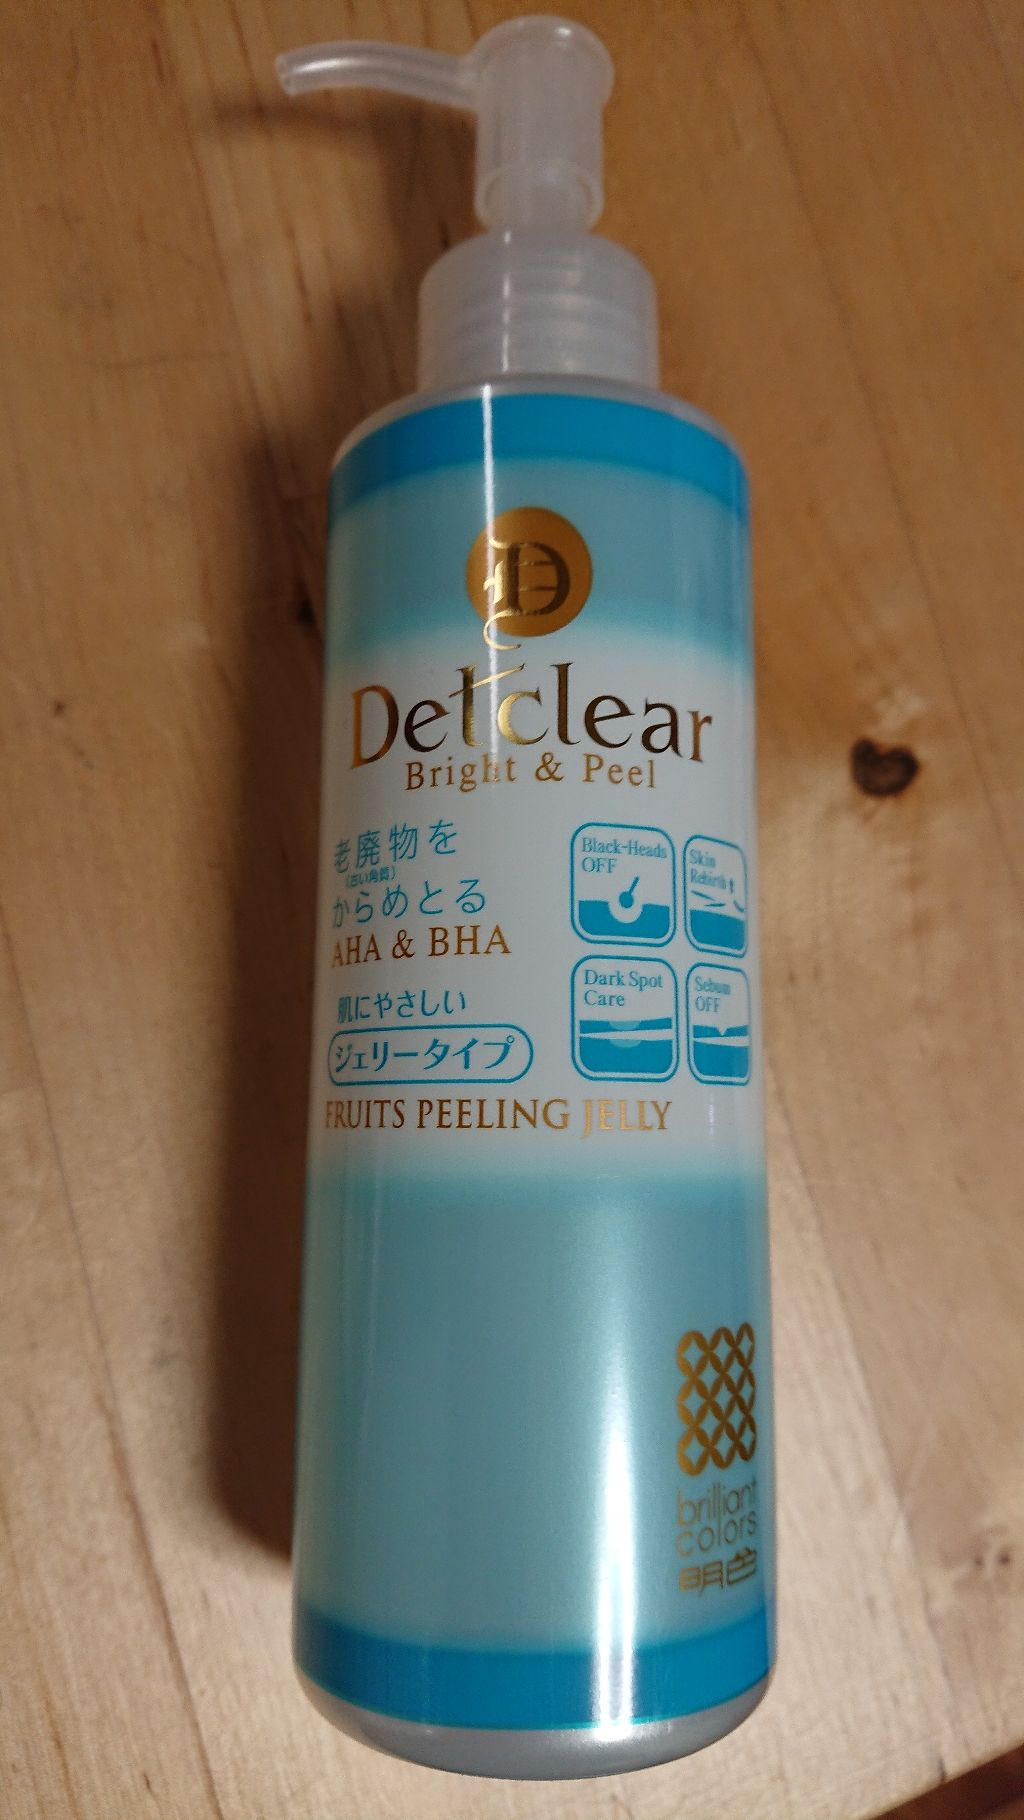 D
Detclear
Bright & Peel
老廃物を
(古い角質)
からめとる
AHA & BHA
肌にやさしい
ジェリータイプ
FRUITS PEELING JELLY
Black-Heads
OFF
Skin
Rebirth
Dark Spot
Care
Sebum
OFF
brilliant
colors
明色